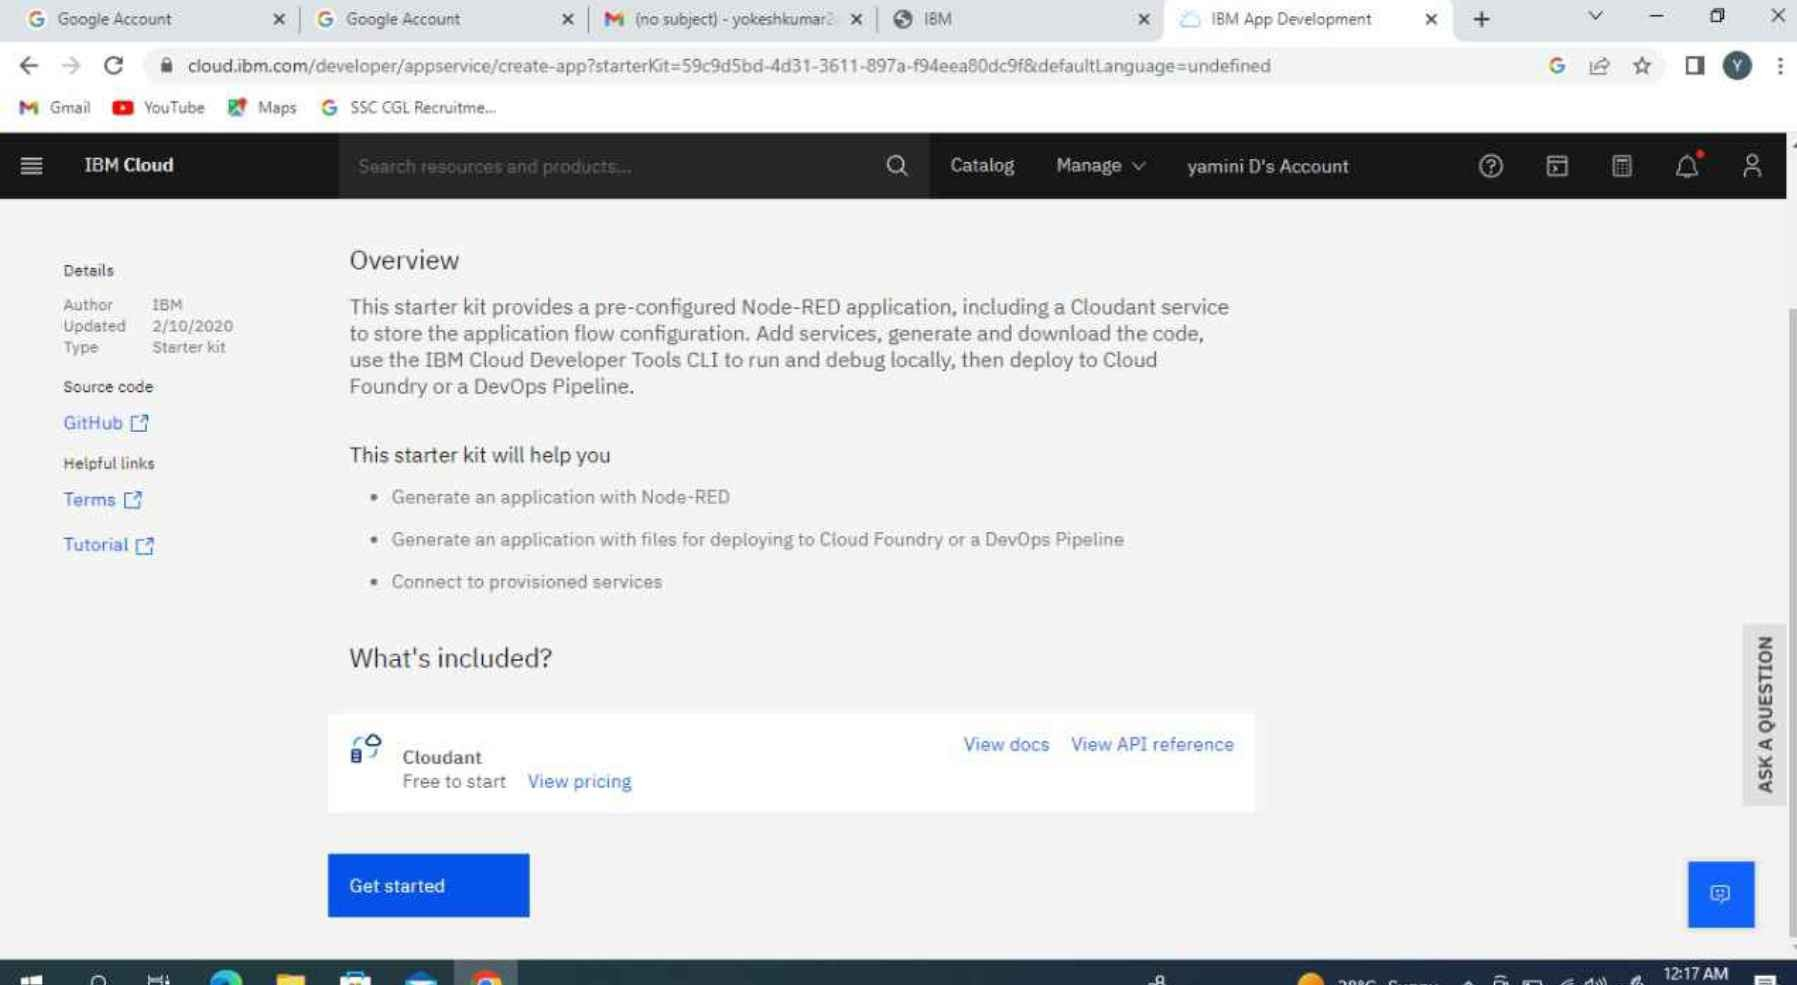 Google Account
Google Account
(no subject) - yokeshkumar2
IBM
IBM App Development
cloud.ibm.com/developer/appservice/create-app?starterKit=59c9d5bd-4d31-3611-897a-f94eea80dc9f8&defaultLanguage=undefined
Y
Gmail
YouTube
Maps
SSC CGL Recruitme...
IBM Cloud
Search resources and products...
Catalog
Manage
yamini D's Account
Details
Author IBM
Updated 2/10/2020
Type Starter kit
Source code
GitHub
Helpful links
Terms
Tutorial
Overview
This starter kit provides a pre-configured Node-RED application, including a Cloudant service
to store the application flow configuration. Add services, generate and download the code,
use the IBM Cloud Developer Tools CLI to run and debug locally, then deploy to Cloud
Foundry or a DevOps Pipeline.
This starter kit will help you
• Generate an application with Node-RED
• Generate an application with files for deploying to Cloud Foundry or a DevOps Pipeline
• Connect to provisioned services
What's included?
Cloudant
Free to start View pricing
View docs View API reference
Get started
ASK A QUESTION
12:17 AM